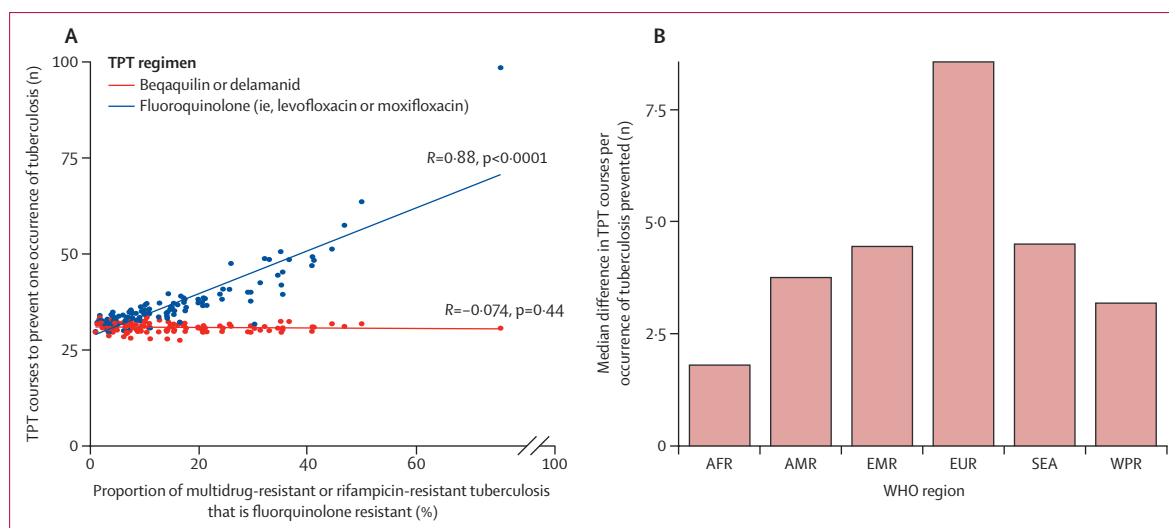 A
TPT regimen
Beqaquilin or delamanid
Fluoroquinolone (ie, levofloxacin or moxifloxacin)
TPT courses to prevent one occurrence of tuberculosis (n)
100
75
50
25
0
R=0·88, p<0·0001
R=–0·074, p=0·44
0
20
40
60
100
Proportion of multidrug-resistant or rifampicin-resistant tuberculosis
that is fluorquinolone resistant (%)
B
Median difference in TPT courses per
occurrence of tuberculosis prevented (n)
7·5
5·0
2·5
0
AFR
AMR
EMR
EUR
SEA
WPR
WHO region